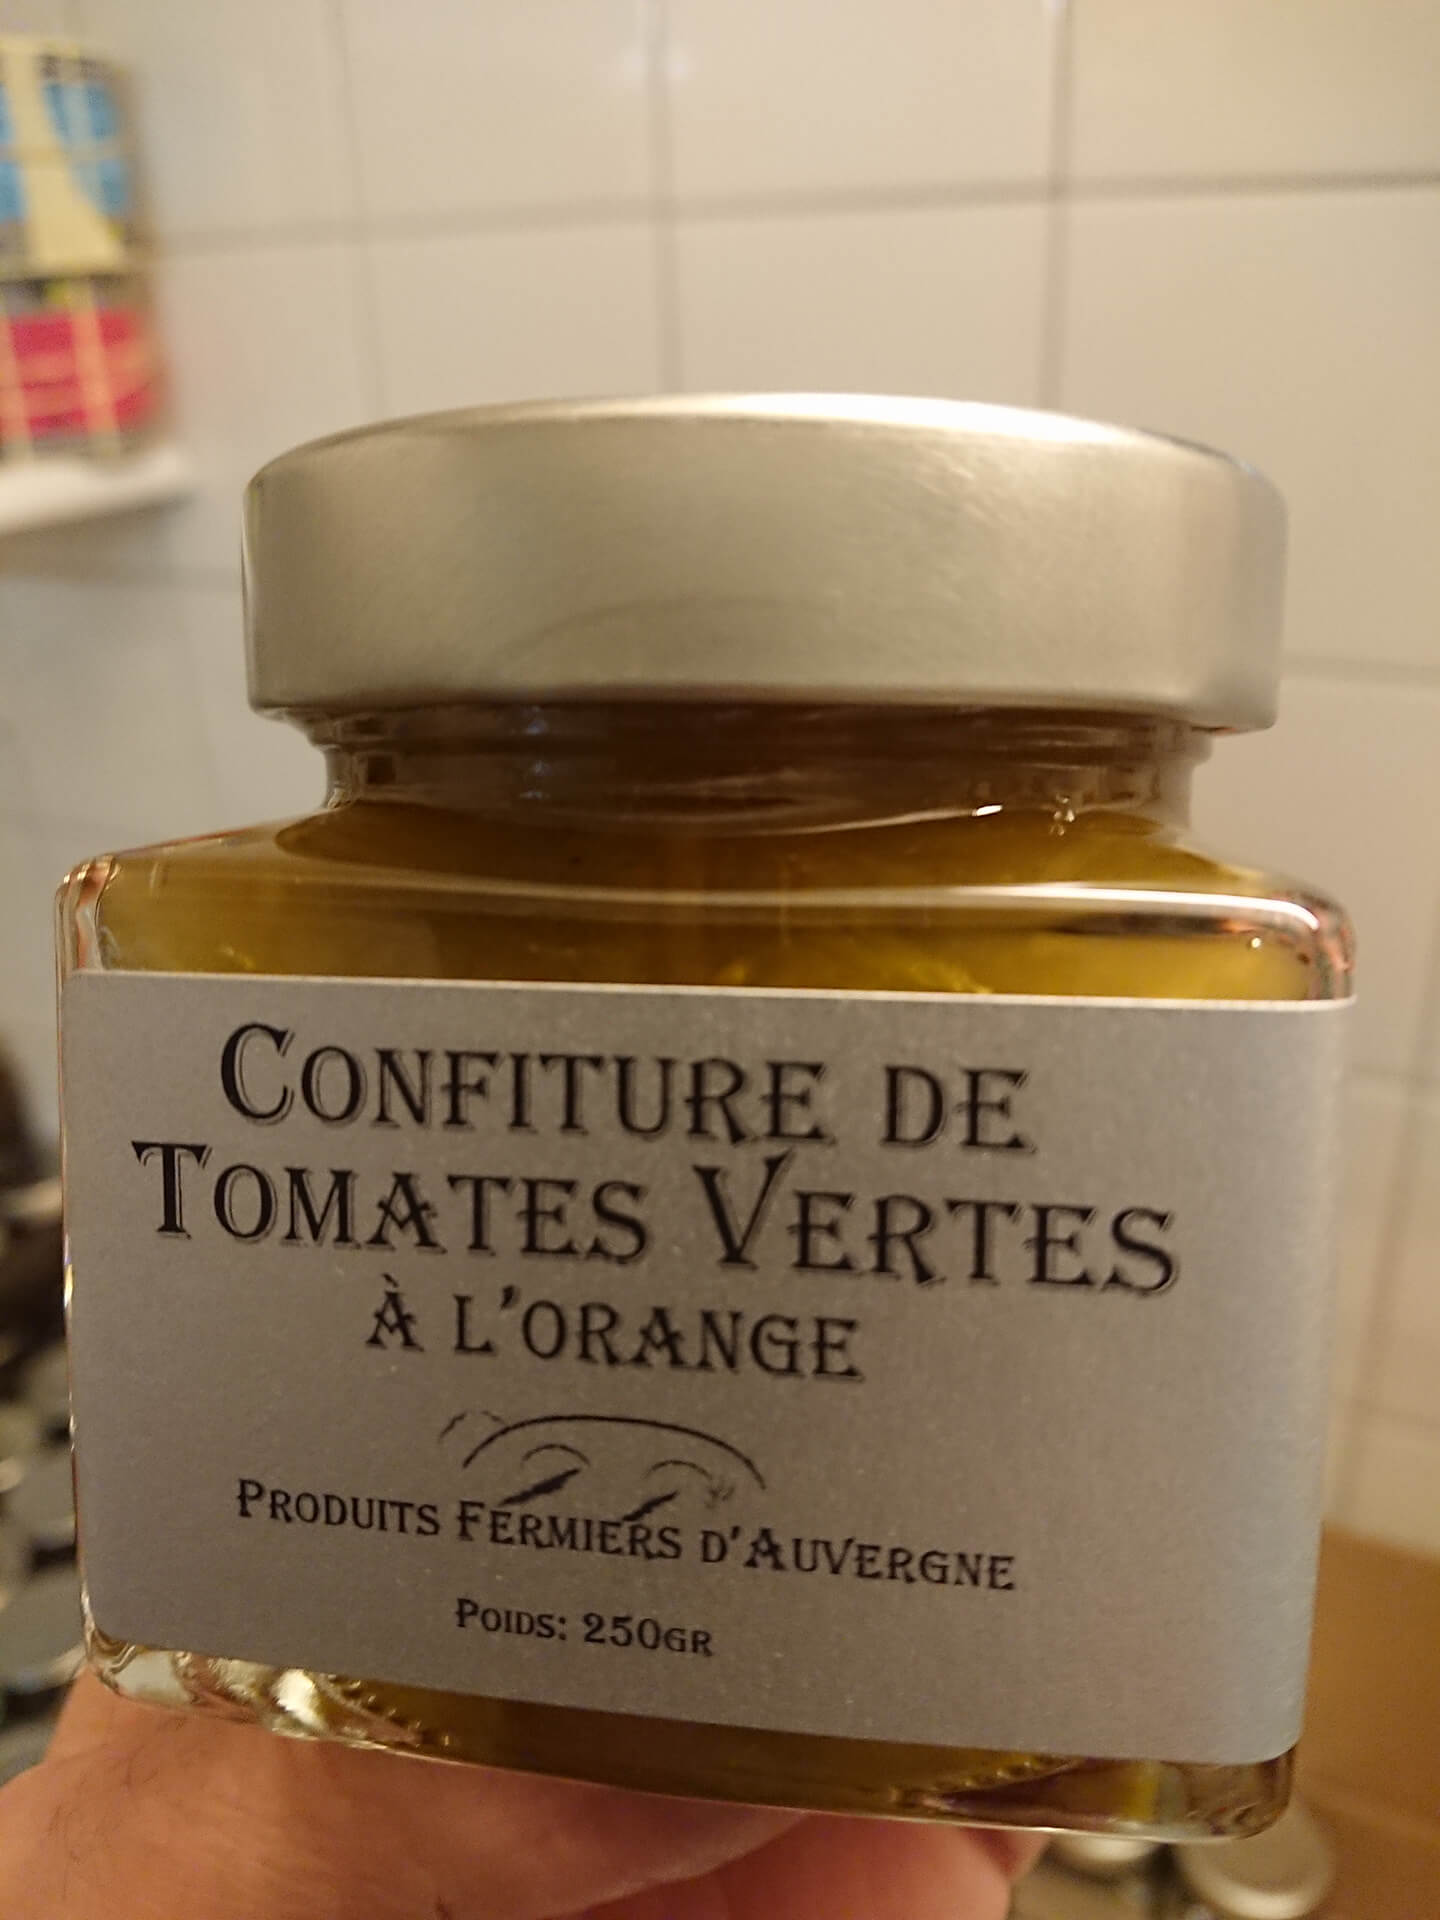 Confiture de
Tomates Vertes
à l'orange
Produits Fermiers d'Auvergne
Poids: 250gr